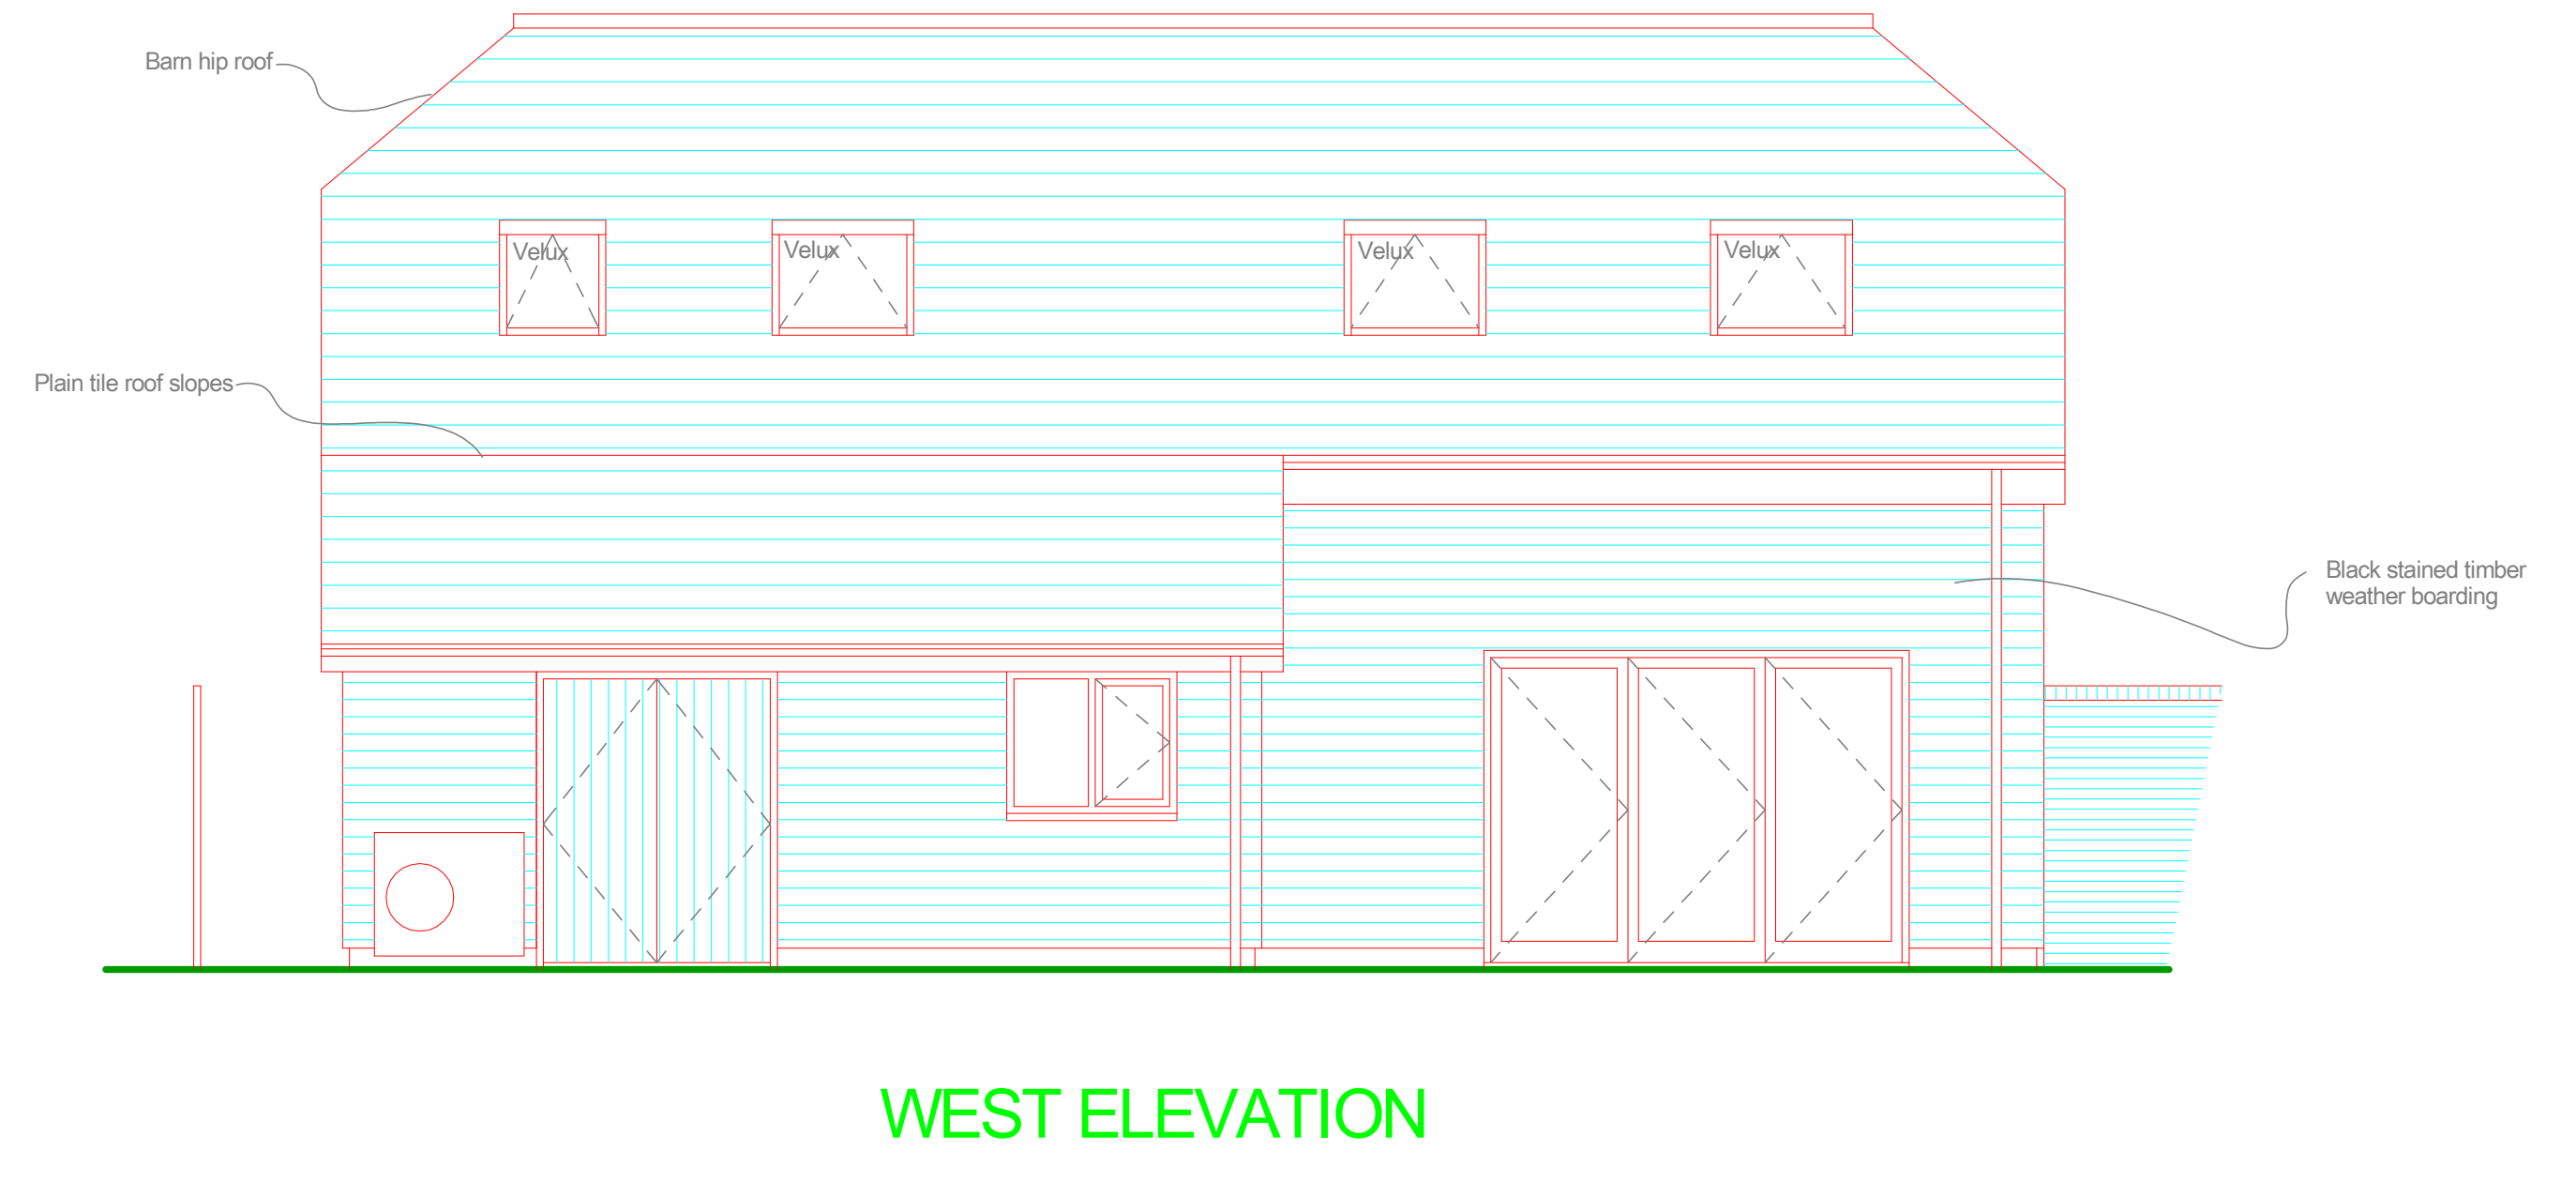 Barn hip roof
Velux
Velux
Velux
Velux
Plain tile roof slopes
Black stained timber
weather boarding
WEST ELEVATION